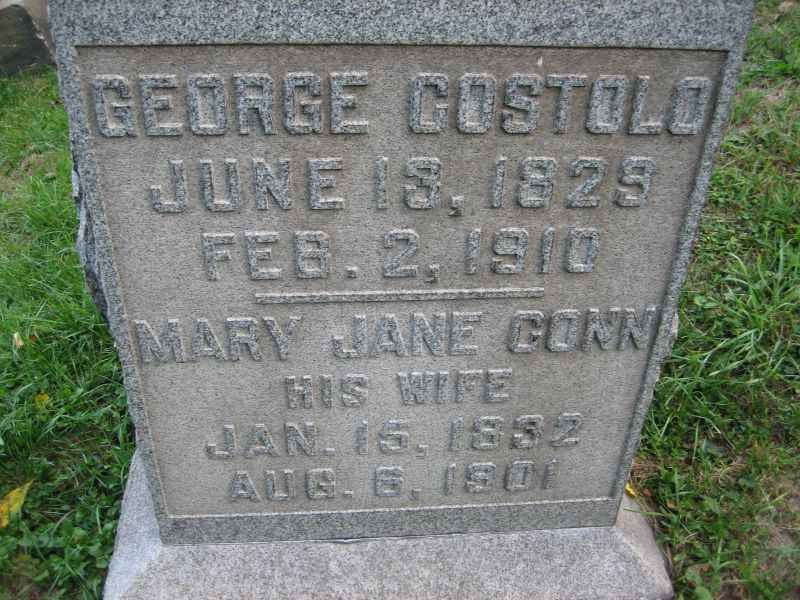 GEORGE COSTOLO
JUNE 13, 1829
FEB. 2, 1910
MARY JANE CONN
HIS WIFE
JAN. 15, 1832
AUG. 6, 1901